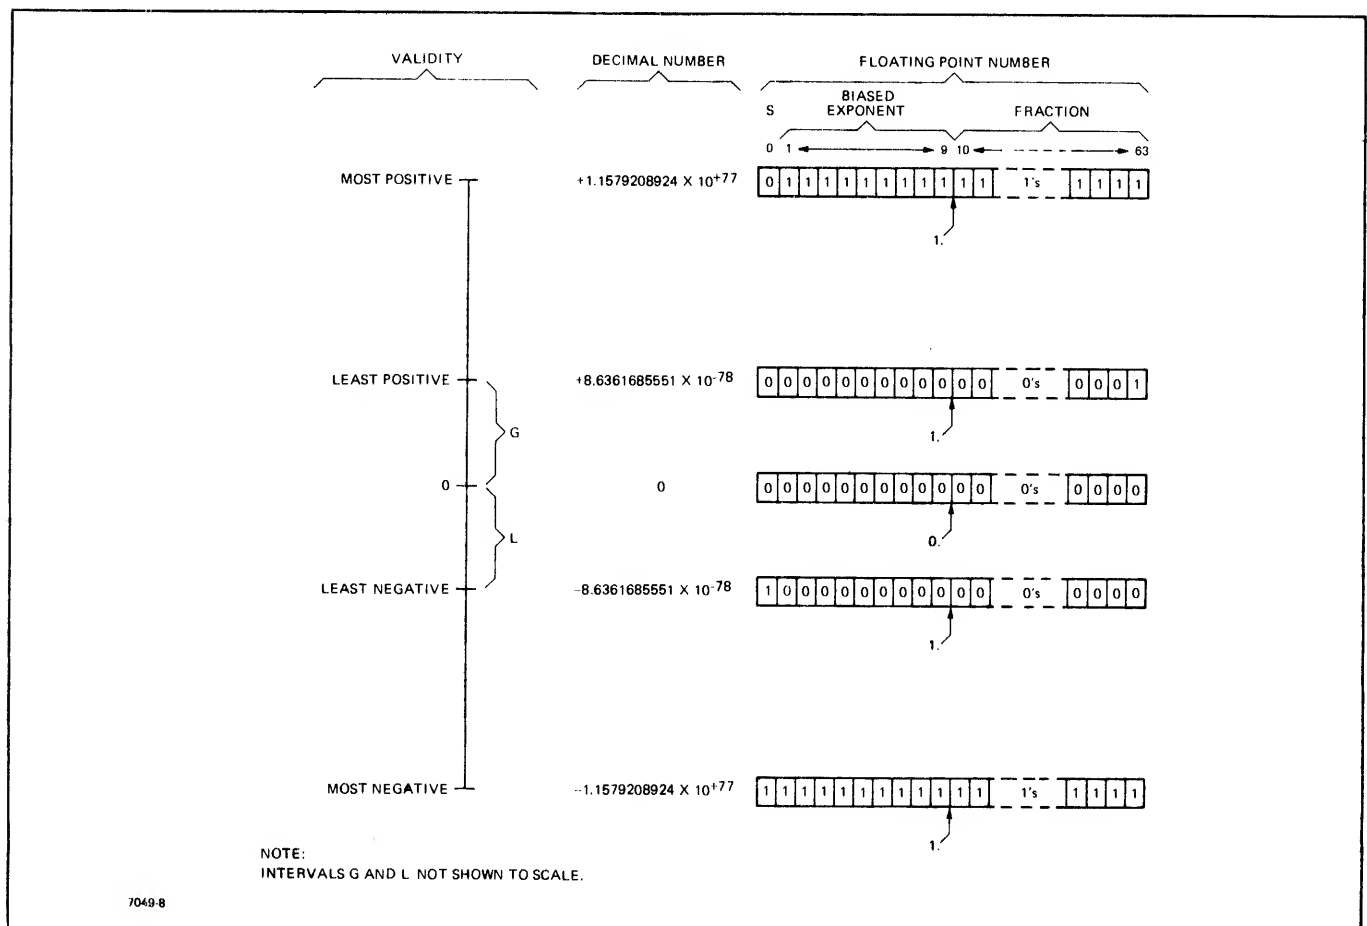 VALIDITY DECIMAL NUMBER FLOATING POINT NUMBER
BIASED
S EXPONENT FRACTION
0 1 9 10 63
MOST POSITIVE +1.1579208924 X 10+77 0 1 1 1 1 1 1 1 1 1 1 1 1's 1 1 1 1
1.
LEAST POSITIVE +8.6361685551 X 10-78 0 0 0 0 0 0 0 0 0 0 0 0 0's 0 0 0 1
G
1.
0 0 0 0 0 0 0 0 0 0 0 0 0 0 0's 0 0 0 0
L
0.
LEAST NEGATIVE -8.6361685551 X 10-78 1 0 0 0 0 0 0 0 0 0 0 0 0's 0 0 0 0
1.
MOST NEGATIVE -1.1579208924 X 10+77 1 1 1 1 1 1 1 1 1 1 1 1 1's 1 1 1 1
1.
NOTE:
INTERVALS G AND L NOT SHOWN TO SCALE.
7049-8